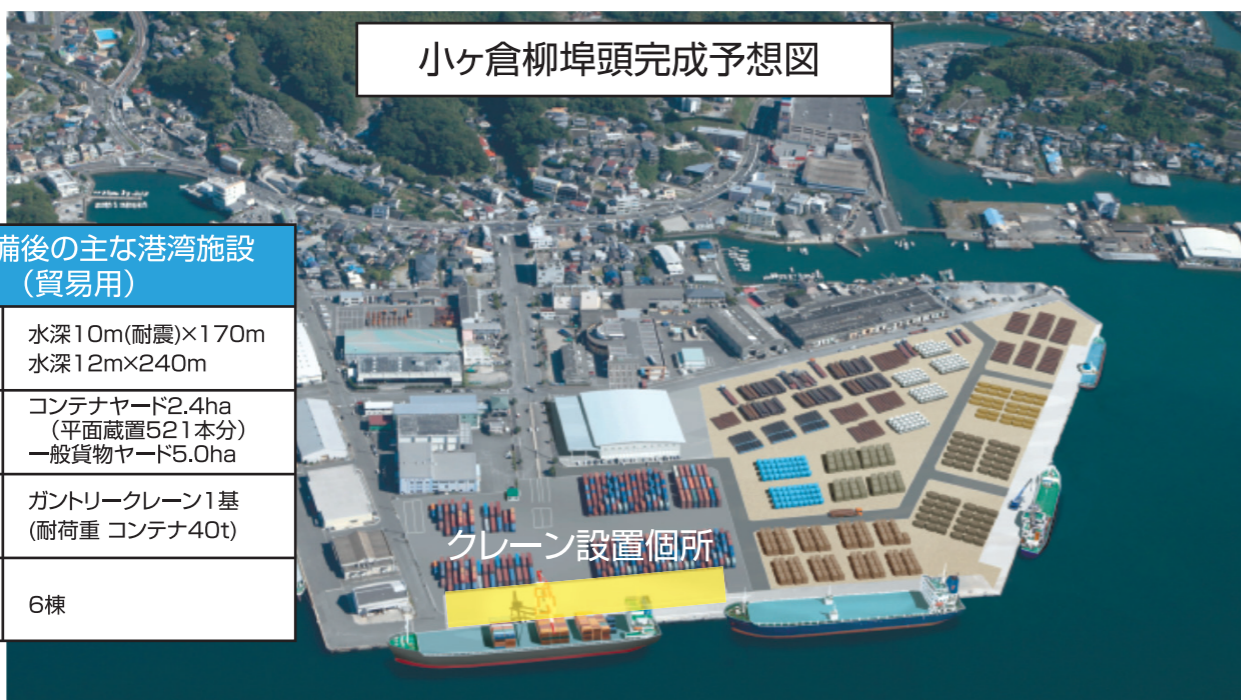 小ヶ倉柳埠頭完成予想図
備後の主な港湾施設
（貿易用）
水深10m(耐震)×170m
水深12m×240m
コンテナヤード2.4ha
（平面蔵置521本分）
一般貨物ヤード5.0ha
ガントリークレーン1基
(耐荷重 コンテナ40t)
6棟
クレーン設置個所